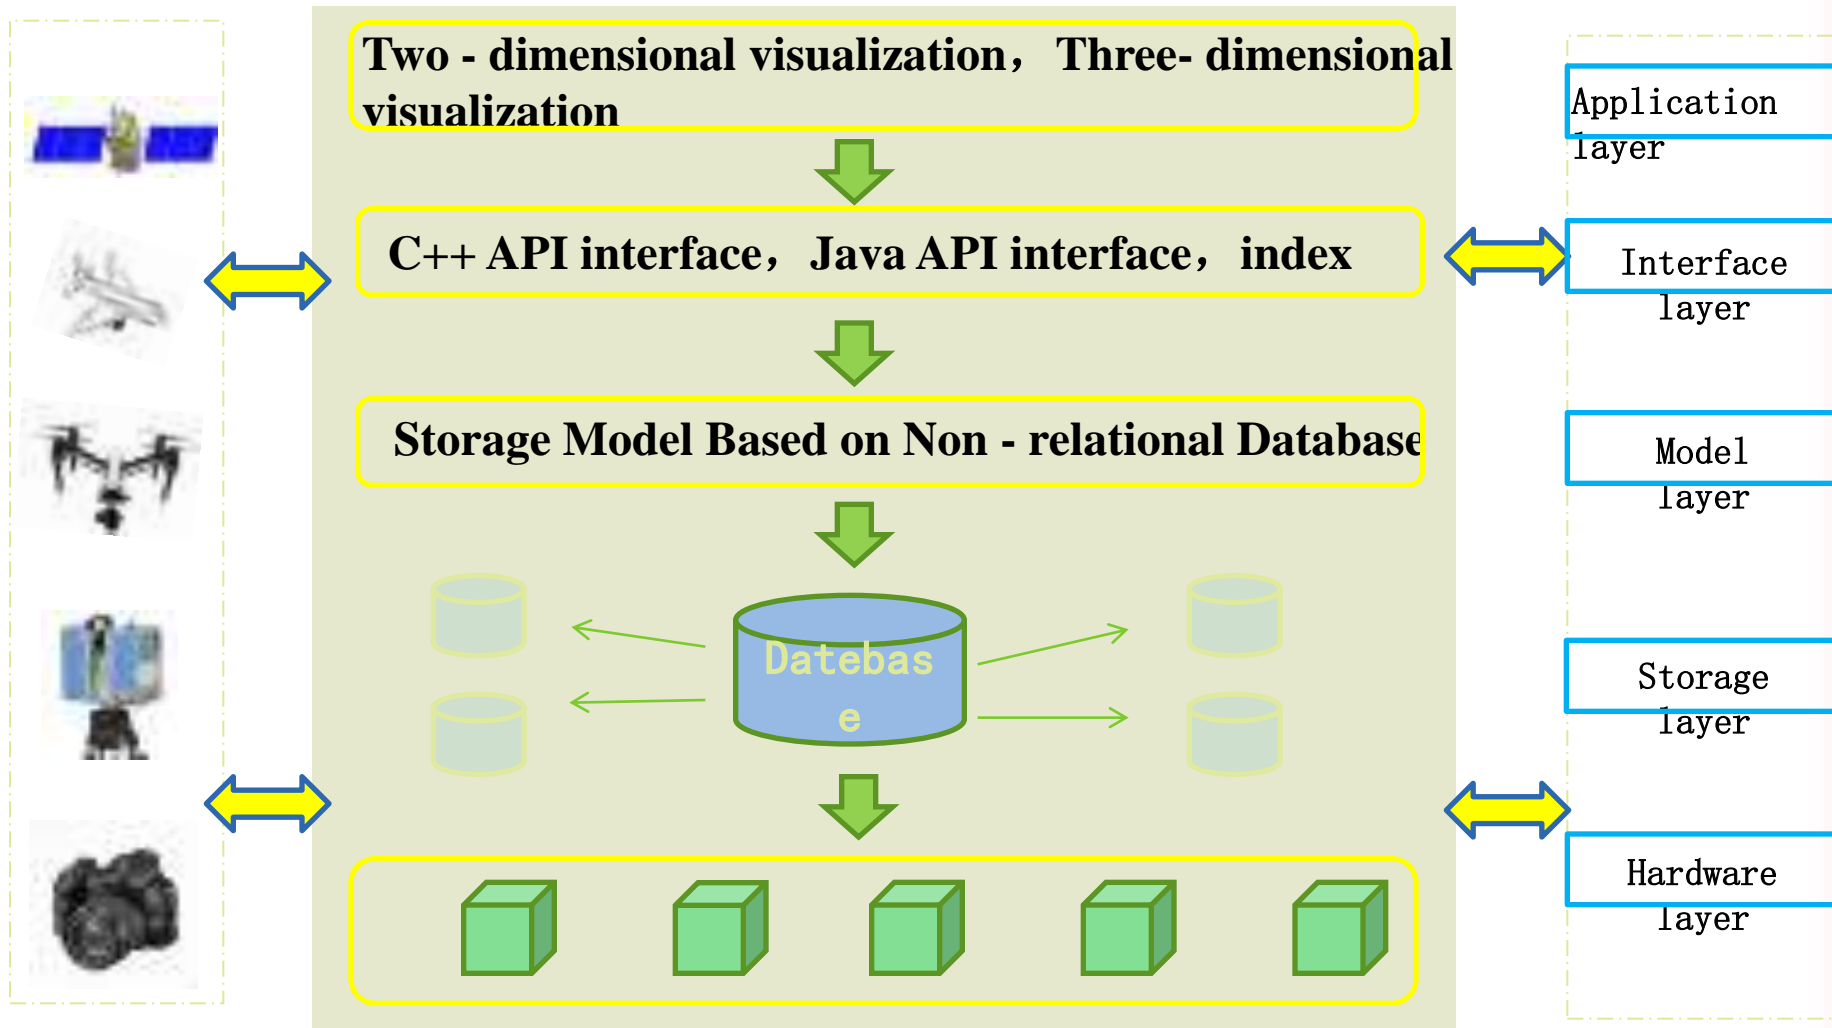 Two - dimensional visualization，Three- dimensional
visualization
Application
layer
C++ API interface，Java API interface，index
Interface
layer
Storage Model Based on Non - relational Database
Model
layer
Datebas
e
Storage
layer
Hardware
layer